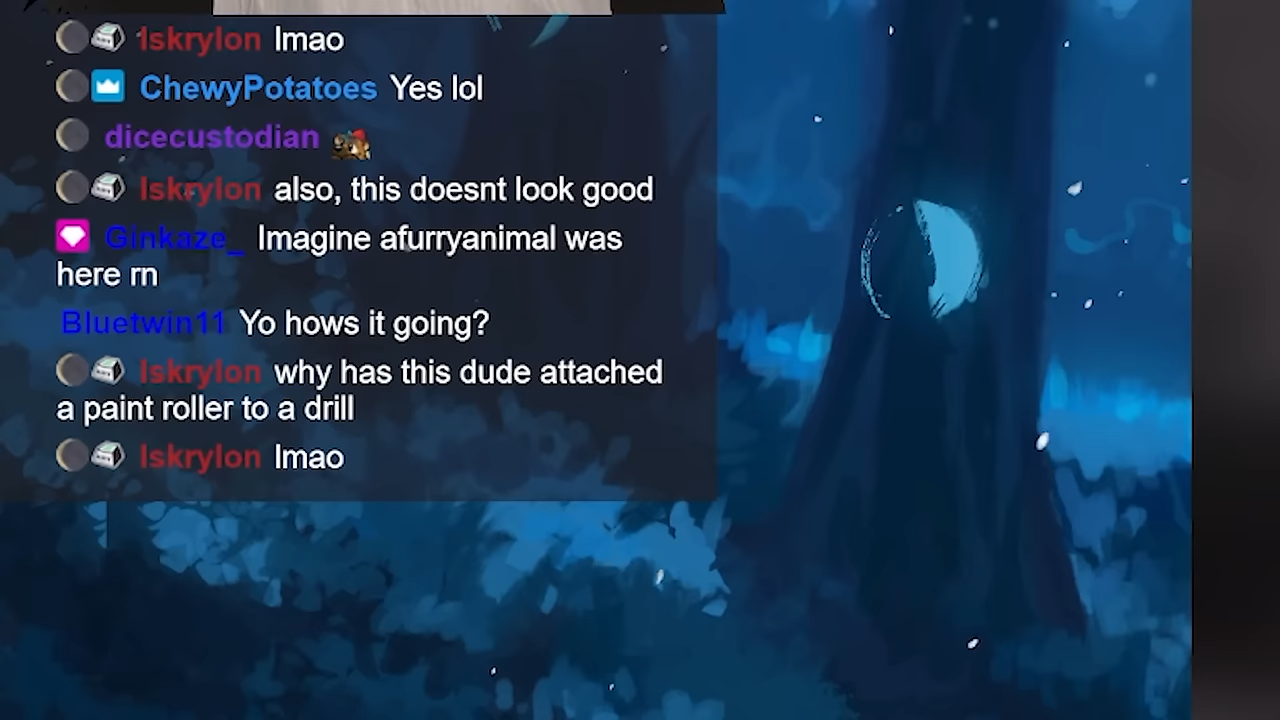 Iskrylon lmao
ChewyPotatoes Yes lol
dicecustodian
Iskrylon also, this doesnt look good
Ginkaze_ Imagine afurryanimal was
here rn
Bluetwin11 Yo hows it going?
Iskrylon why has this dude attached
a paint roller to a drill
Iskrylon lmao